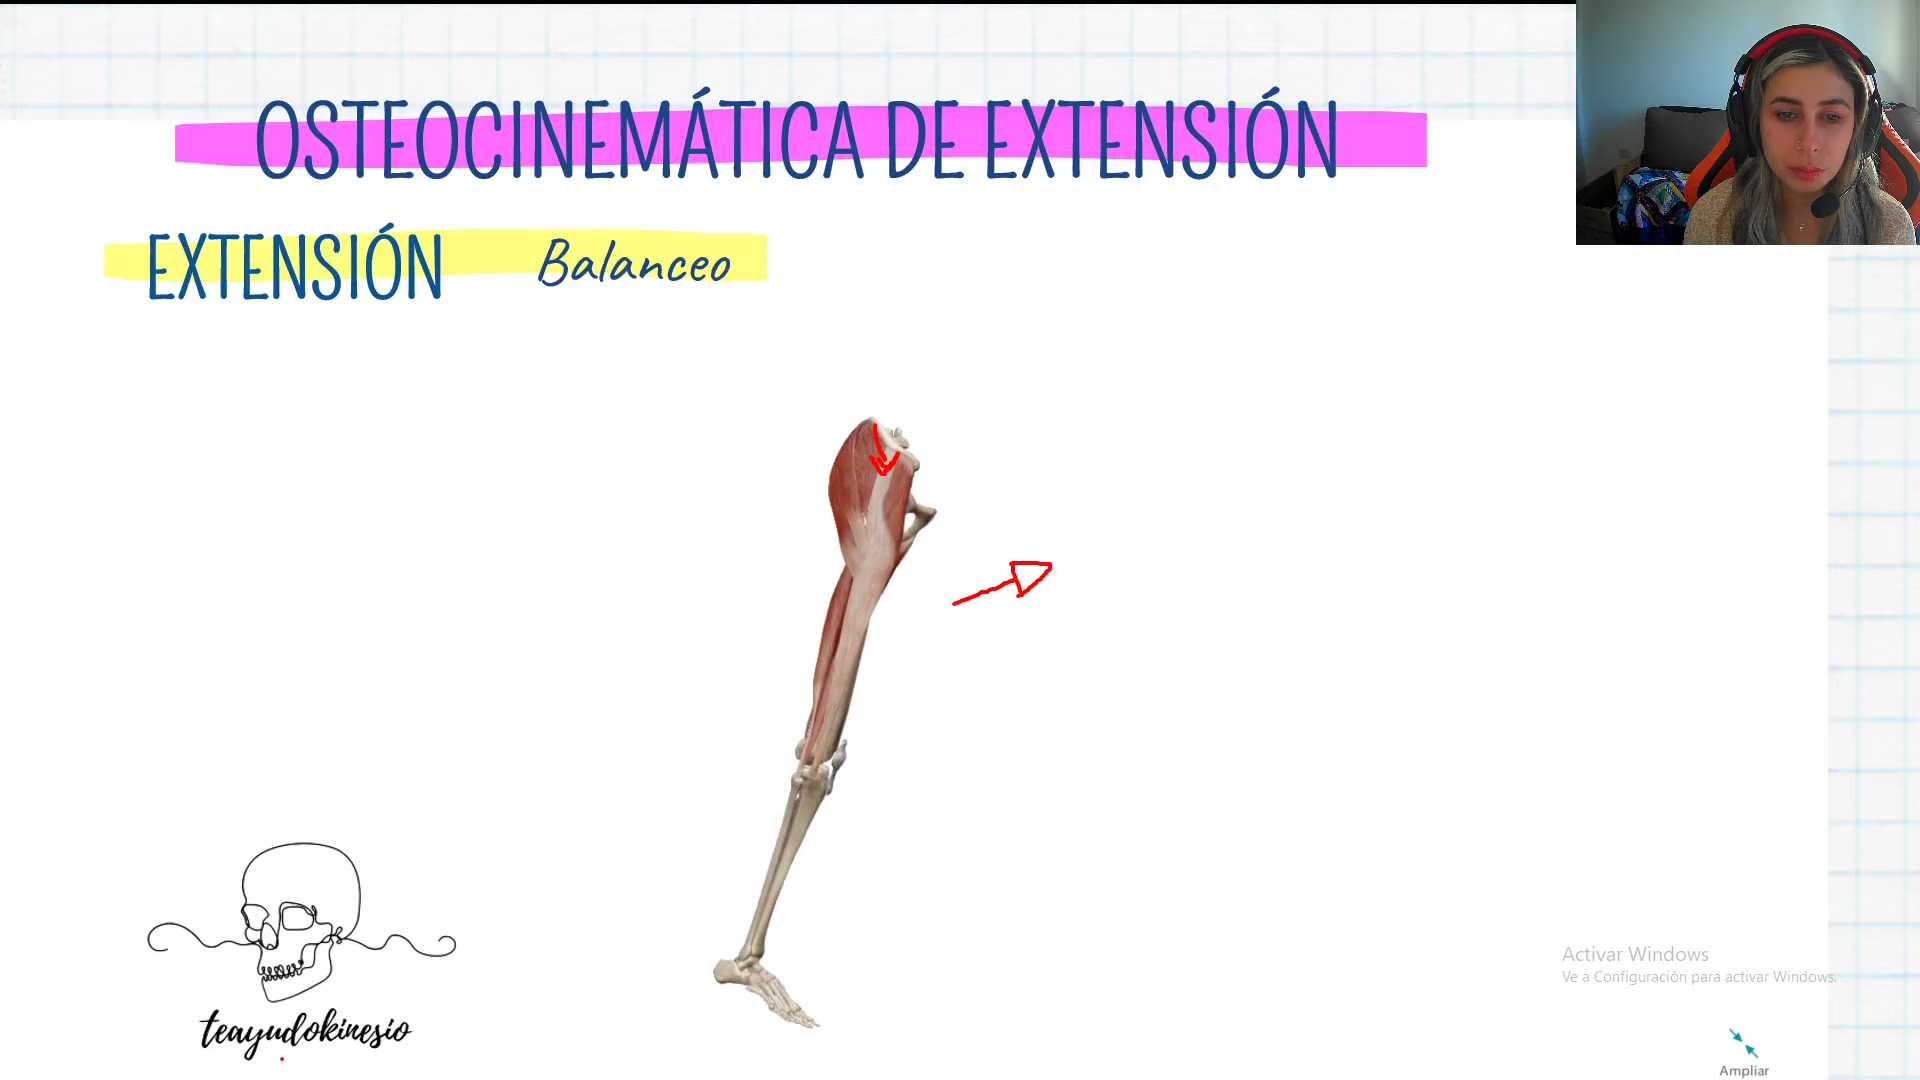 OSTEOCINEMÁTICA DE EXTENSIÓN
EXTENSIÓN Balanceo
teayudokinesio
Activar Windows
Ve a Configuración para activar Windows.
Ampliar